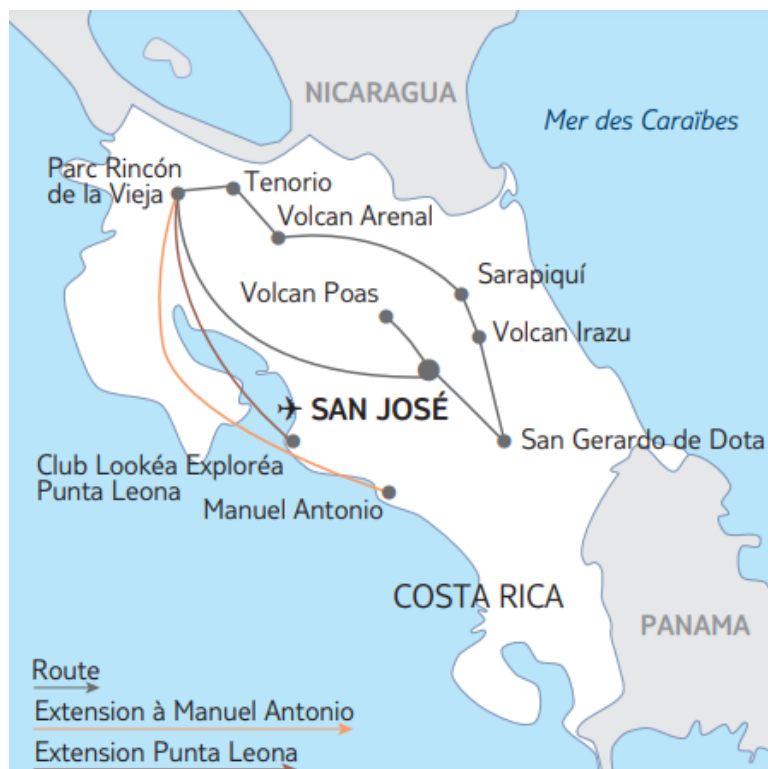 NICARAGUA
Mer des Caraïbes
Parc Rincón
de la Vieja
Tenorio
Volcan Arenal
Sarapiquí
Volcan Poas
Volcan Irazu
SAN JOSÉ
San Gerardo de Dota
Club Lookéa Exploréa
Punta Leona
Manuel Antonio
COSTA RICA
PANAMA
Route
Extension à Manuel Antonio
Extension Punta Leona